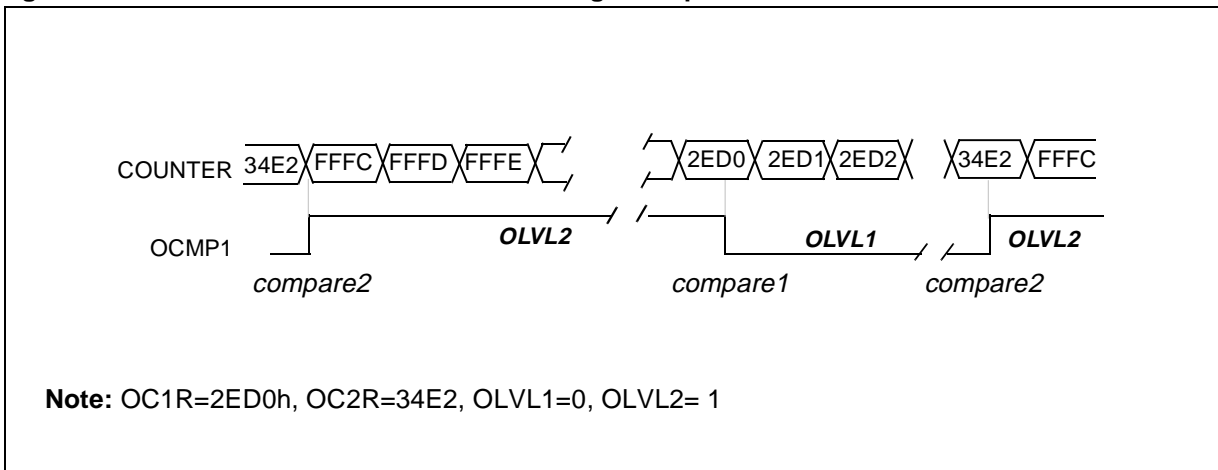 COUNTER 34E2 FFFC FFFD FFFE 2ED0 2ED1 2ED2 34E2 FFFC
OCMP1 OLVL2 OLVL1 OLVL2
compare2 compare1 compare2
Note: OC1R=2ED0h, OC2R=34E2, OLVL1=0, OLVL2= 1